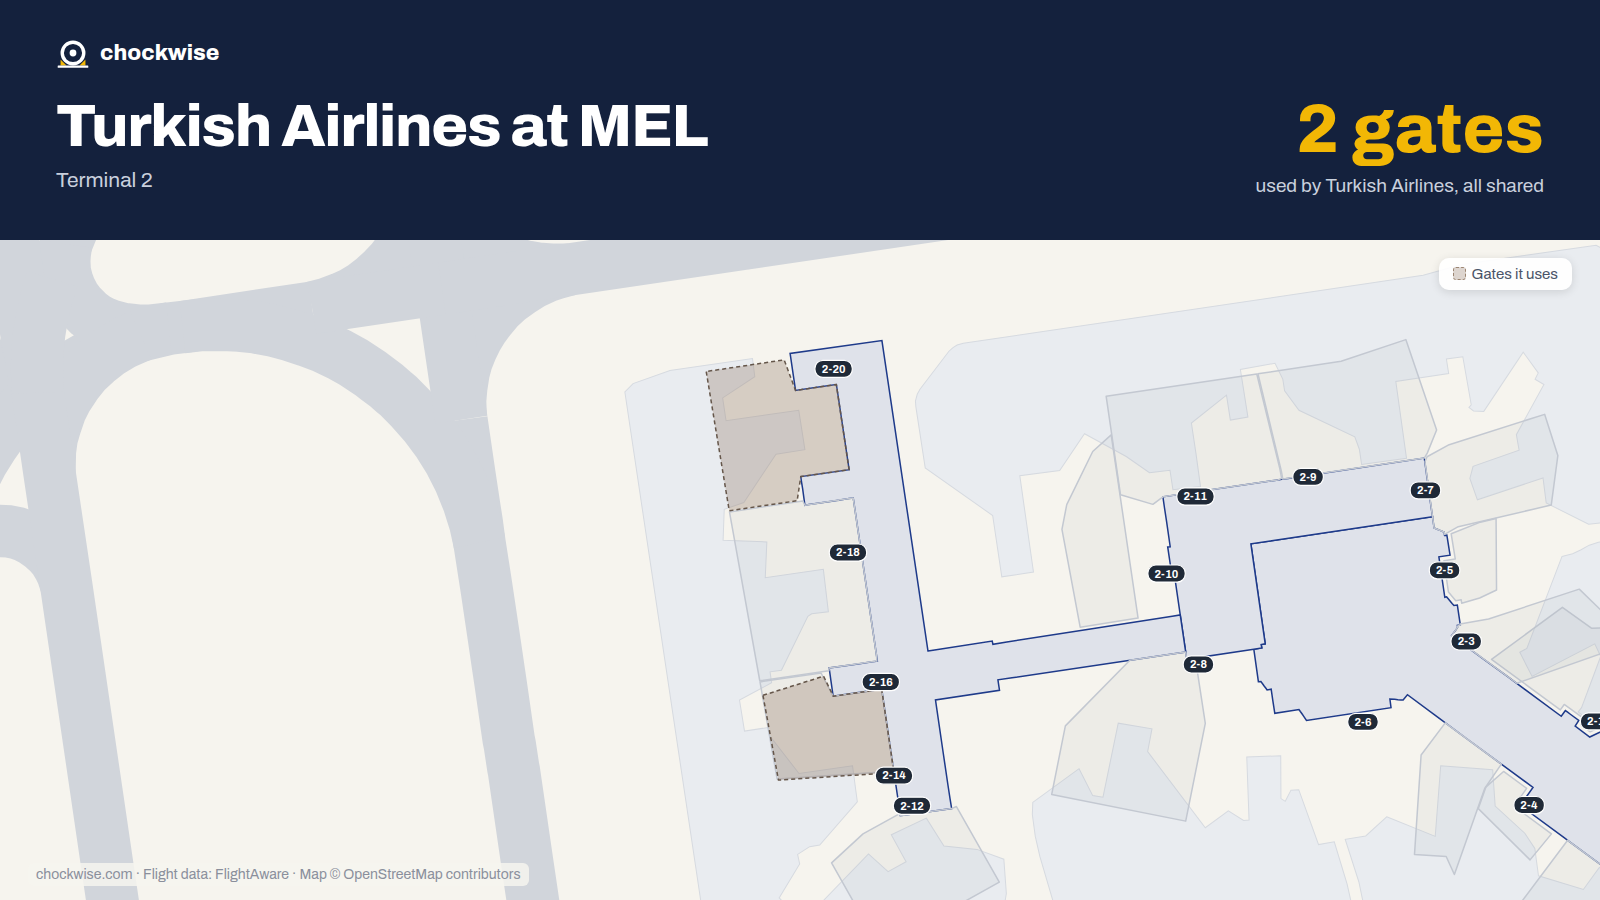 chockwise
Turkish Airlines at MEL
Terminal 2
2 gates
used by Turkish Airlines, all shared
Gates it uses
2-20
2-9
2-7
2-11
2-18
2-5
2-10
2-3
2-8
2-16
2-6
2-14
2-4
2-12
chockwise.com · Flight data: FlightAware · Map © OpenStreetMap contributors